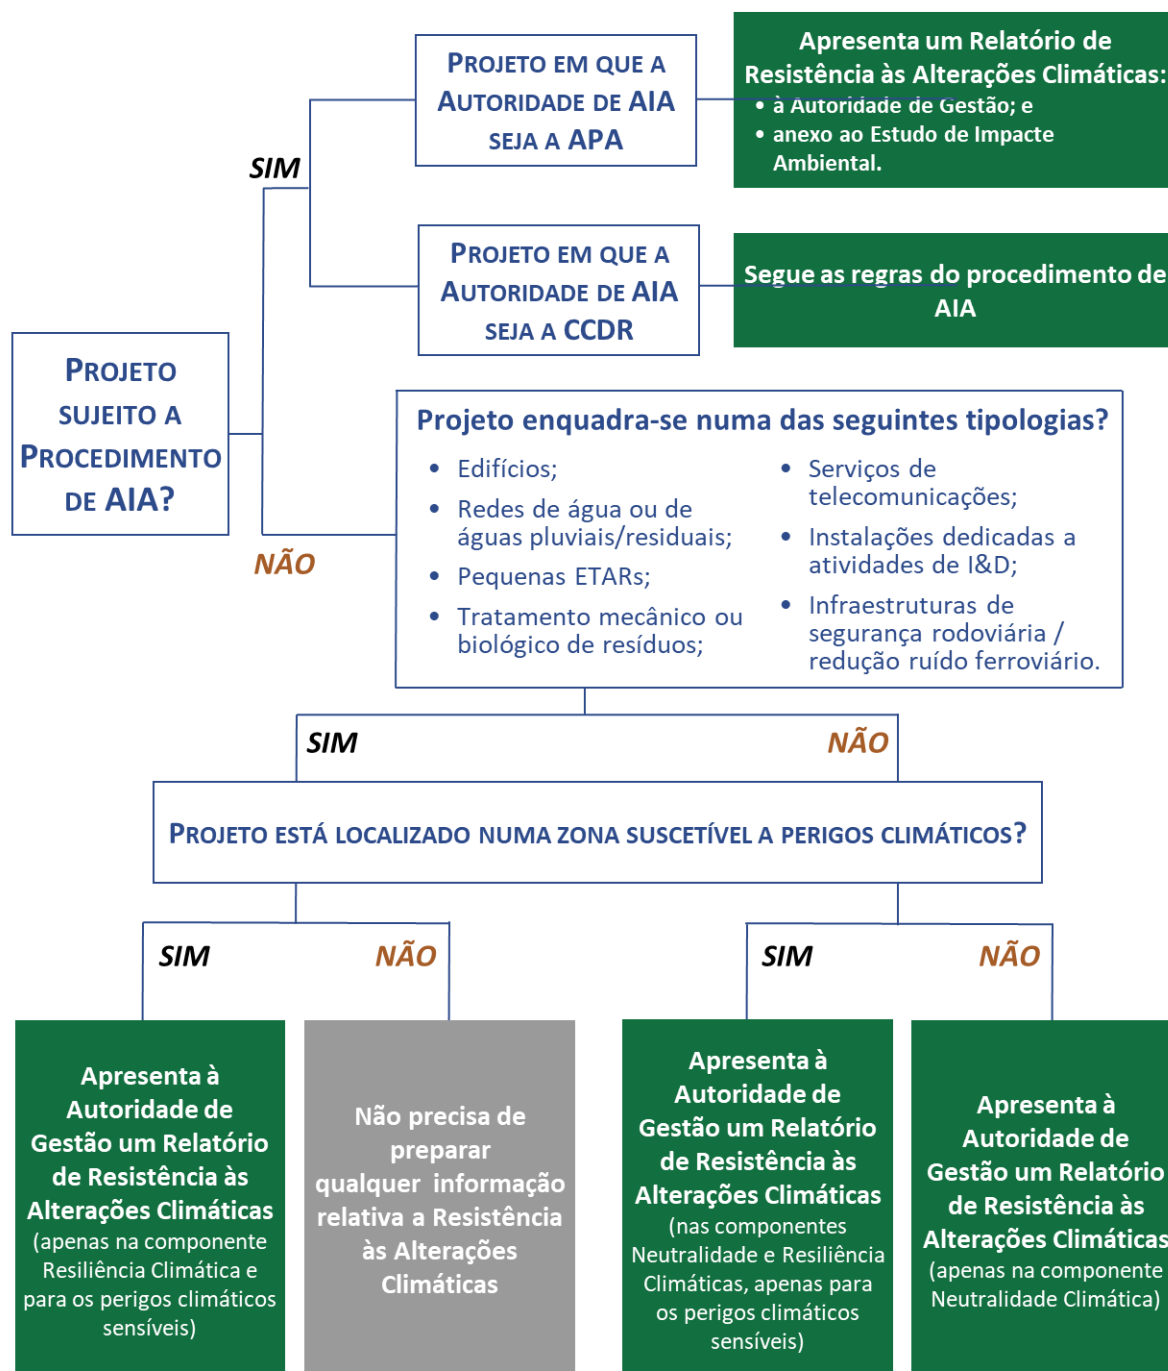 PROJETO EM QUE A
AUTORIDADE DE AIA
SEJA A APA
Apresenta um Relatório de
Resistência às Alterações Climáticas:
• à Autoridade de Gestão; e
• anexo ao Estudo de Impacte
Ambiental.
SIM
PROJETO EM QUE A
AUTORIDADE DE AIA
SEJA A CCDR
Segue as regras do procedimento de
AIA
PROJETO
SUJEITO A
PROCEDIMENTO
DE AIA?
NÃO
Projeto enquadra-se numa das seguintes tipologias?
• Edifícios;
• Redes de água ou de
águas pluviais/residuais;
• Pequenas ETARs;
• Tratamento mecânico ou
biológico de resíduos;
• Serviços de
telecomunicações;
• Instalações dedicadas a
atividades de I&D;
• Infraestruturas de
segurança rodoviária /
redução ruído ferroviário.
SIM
NÃO
PROJETO ESTÁ LOCALIZADO NUMA ZONA SUSCETÍVEL A PERIGOS CLIMÁTICOS?
SIM
NÃO
SIM
NÃO
Apresenta à
Autoridade de
Gestão um Relatório
de Resistência às
Alterações Climáticas
(apenas na componente
Resiliência Climática e
para os perigos climáticos
sensíveis)
Não precisa de
preparar
qualquer informação
relativa a Resistência
às Alterações
Climáticas
Apresenta à
Autoridade de
Gestão um Relatório
de Resistência às
Alterações Climáticas
(nas componentes
Neutralidade e Resiliência
Climáticas, apenas para
os perigos climáticos
sensíveis)
Apresenta à
Autoridade de
Gestão um Relatório
de Resistência às
Alterações Climáticas
(apenas na componente
Neutralidade Climática)